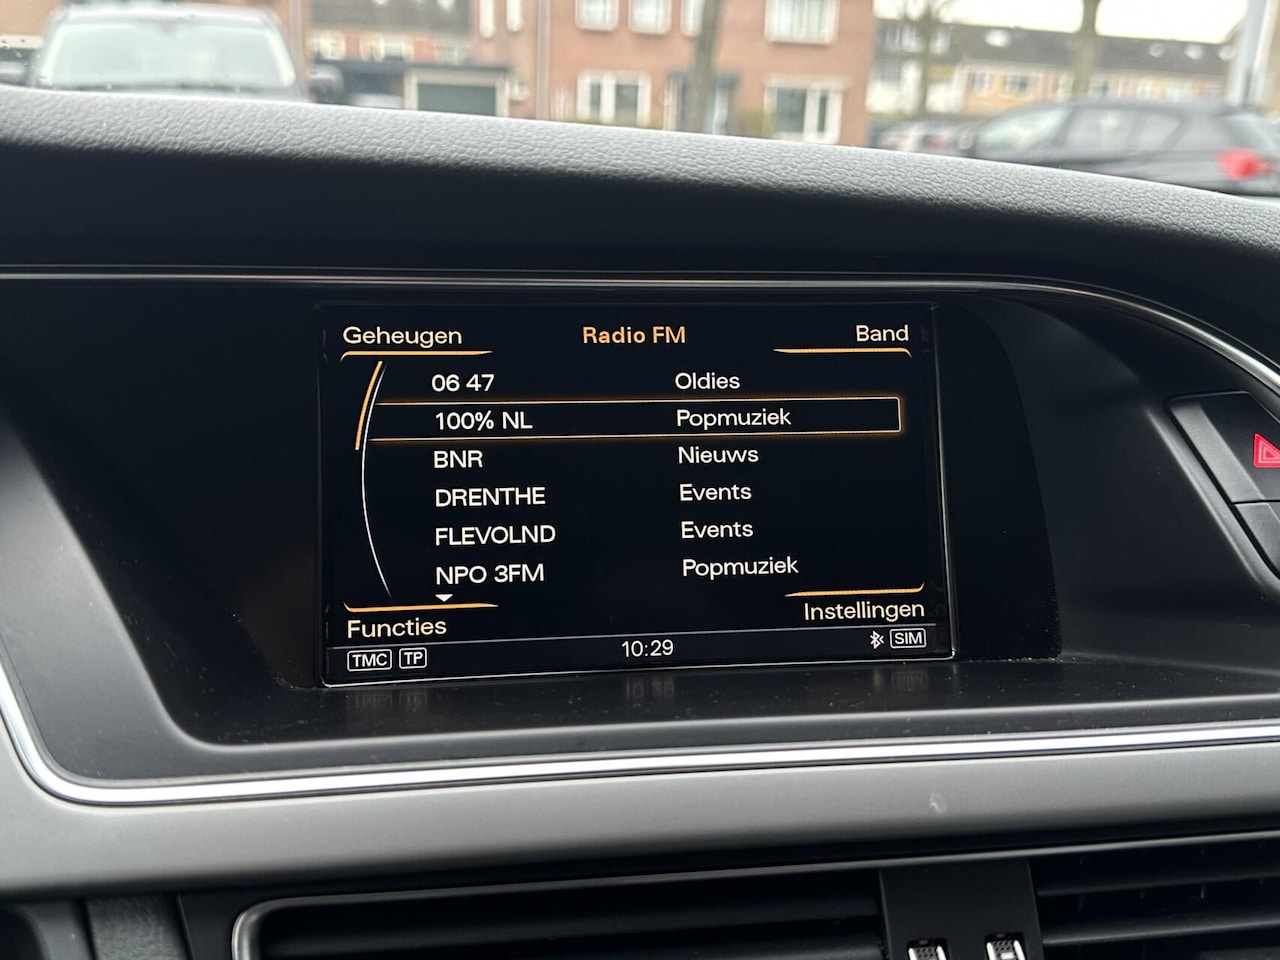 Geheugen Radio FM Band
06 47 Oldies
100% NL Popmuziek
BNR Nieuws
DRENTHE Events
FLEVOLND Events
NPO 3FM Popmuziek
Functies Instellingen
TMC TP 10:29 SIM